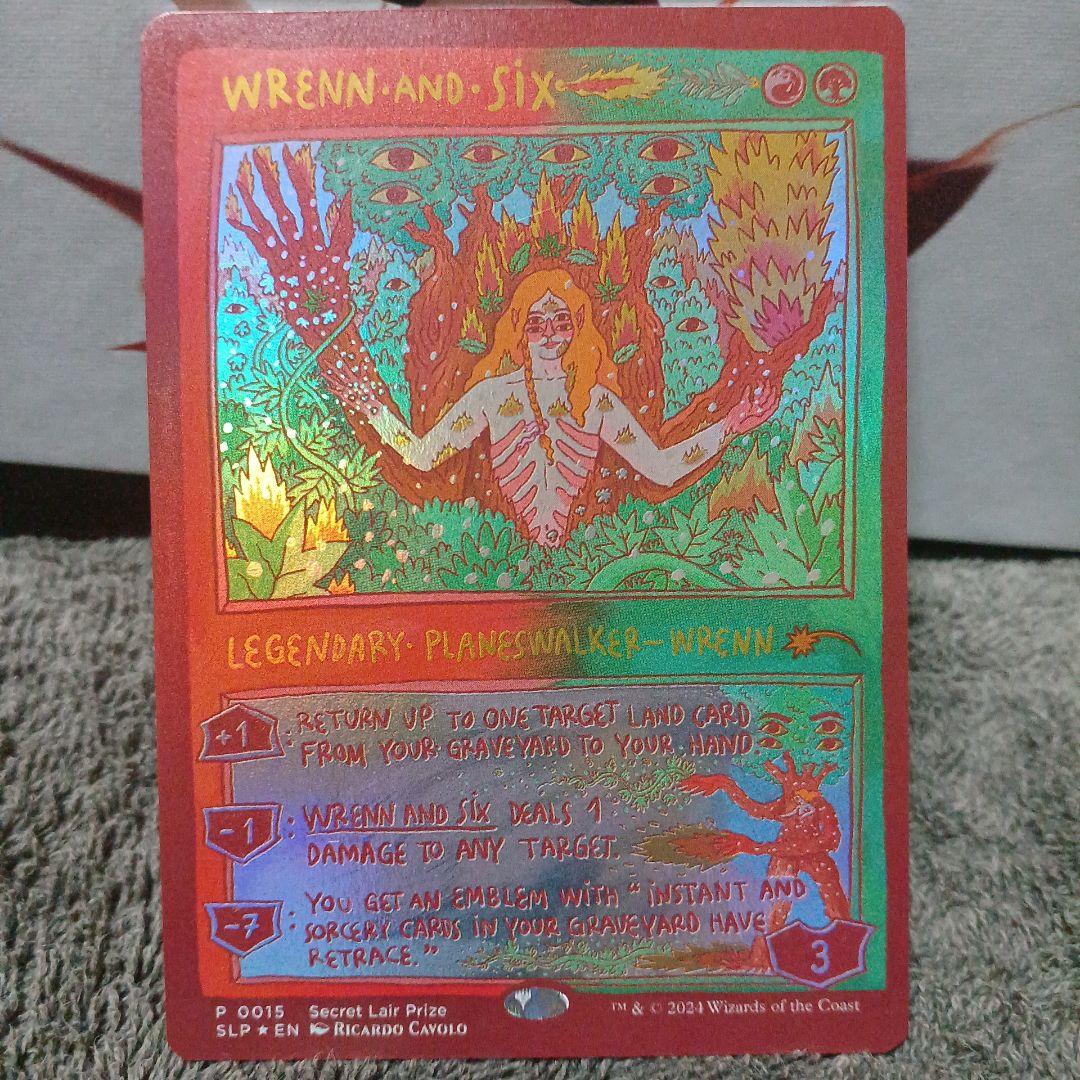 WRENN·AND·SIX
LEGENDARY· PLANESWALKER— WRENN
+1 : RETURN UP TO ONE TARGET LAND CARD
FROM YOUR GRAVEYARD TO YOUR HAND.
-1 : WRENN AND SIX DEALS 1
DAMAGE TO ANY TARGET.
-7 : YOU GET AN EMBLEM WITH "INSTANT AND
SORCERY CARDS IN YOUR GRAVEYARD HAVE
RETRACE."
3
P 0015 Secret Lair Prize
SLP ★ EN RICARDO CAVOLO
™ & © 2024 Wizards of the Coast